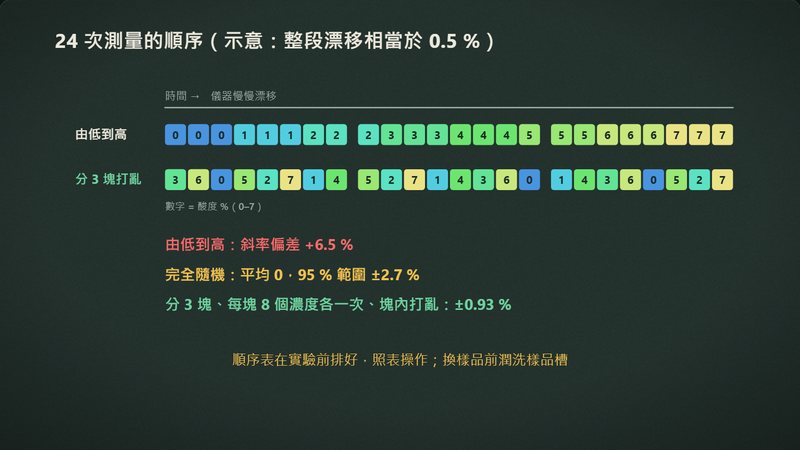 24 次測量的順序（示意：整段漂移相當於 0.5 %）
時間 → 儀器慢慢漂移
由低到高 0 0 0 1 1 1 2 2 2 3 3 3 4 4 4 5 5 5 6 6 6 7 7 7
分 3 塊打亂 3 6 0 5 2 7 1 4 5 2 7 1 4 3 6 0 1 4 3 6 0 5 2 7
數字 = 酸度 %（0–7）
由低到高：斜率偏差 +6.5 %
完全隨機：平均 0，95 % 範圍 ±2.7 %
分 3 塊、每塊 8 個濃度各一次、塊內打亂：±0.93 %
順序表在實驗前排好，照表操作；換樣品前潤洗樣品槽